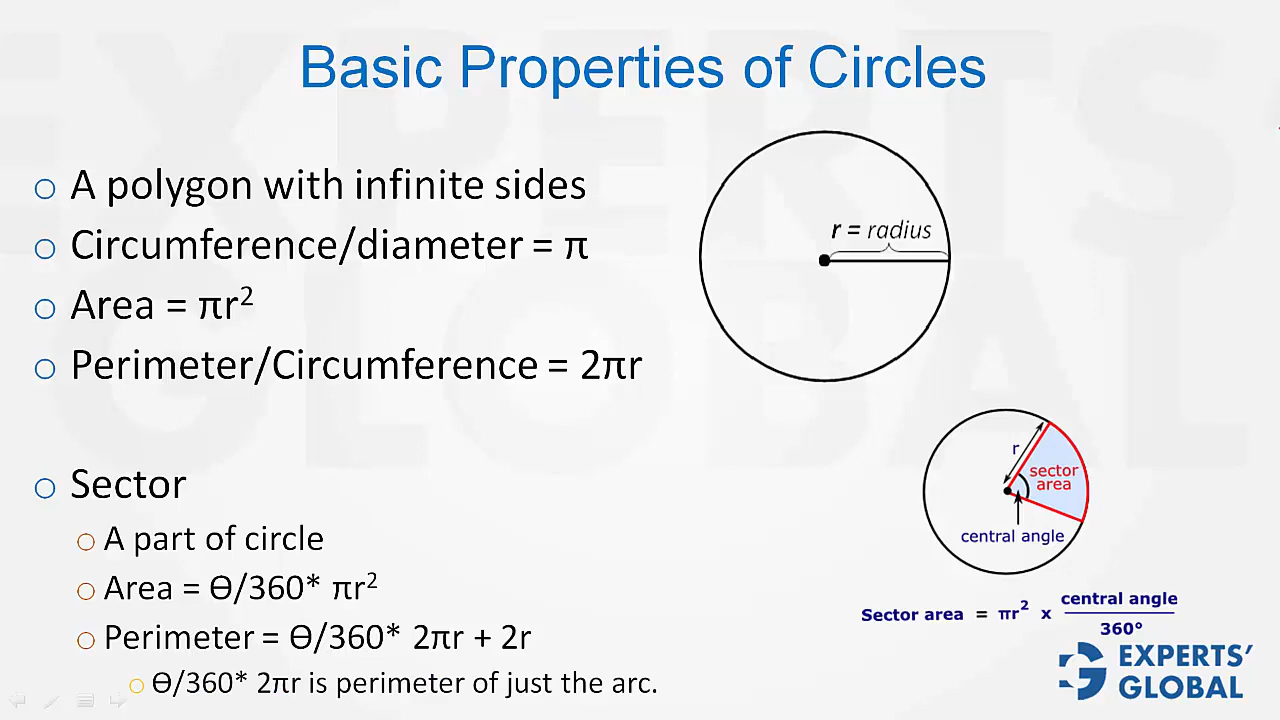 Basic Properties of Circles
o A polygon with infinite sides
o Circumference/diameter = π
o Area = πr²
o Perimeter/Circumference = 2πr
r = radius
o Sector
o A part of circle
o Area = ϴ/360* πr²
o Perimeter = ϴ/360* 2πr + 2r
o ϴ/360* 2πr is perimeter of just the arc.
r
sector
area
central angle
Sector area = πr² x central angle / 360°
EXPERTS'
GLOBAL
EXPERTS
GLOBAL